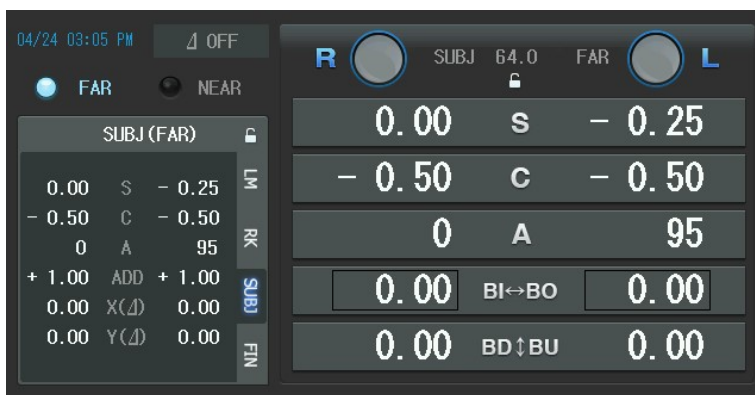 04/24 03:05 PM
⊿ OFF
FAR NEAR
SUBJ(FAR)
0.00 S - 0.25
- 0.50 C - 0.50
0 A 95
+ 1.00 ADD + 1.00
0.00 X(⊿) 0.00
0.00 Y(⊿) 0.00
LM
RK
SUBJ
FIN
R SUBJ 64.0 FAR L
0.00 S - 0.25
- 0.50 C - 0.50
0 A 95
0.00 BI↔BO 0.00
0.00 BD↕BU 0.00